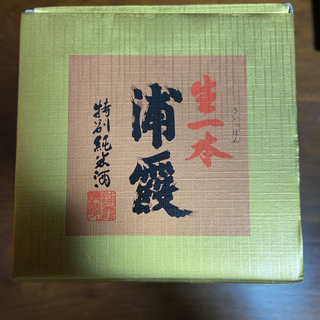 生一本
きいっぽん
浦霞
特別純米酒